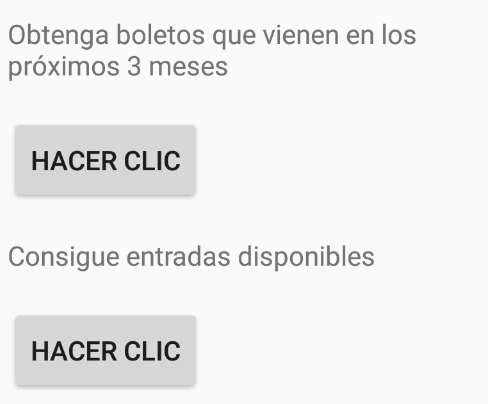 Obtenga boletos que vienen en los
próximos 3 meses
HACER CLIC
Consigue entradas disponibles
HACER CLIC